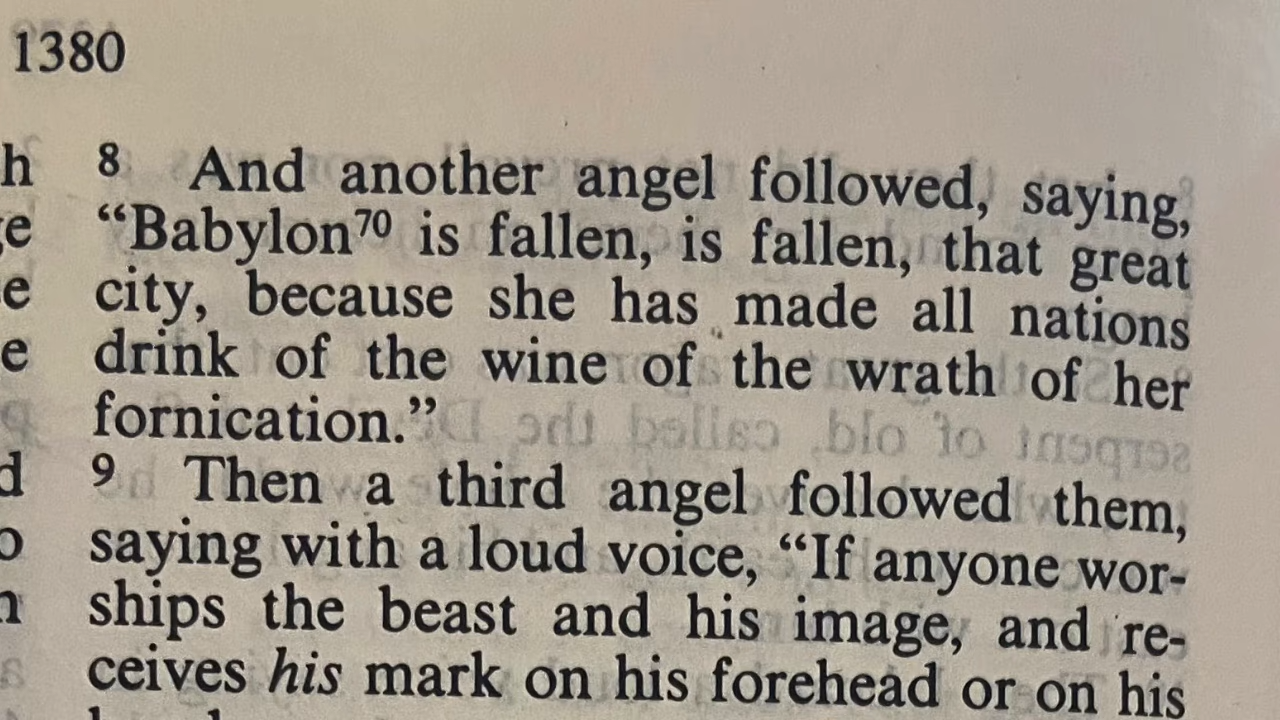 1380
8 And another angel followed, saying,
“Babylon70 is fallen, is fallen, that great
city, because she has made all nations
drink of the wine of the wrath of her
fornication.”
9 Then a third angel followed them,
saying with a loud voice, “If anyone wor-
ships the beast and his image, and re-
ceives his mark on his forehead or on his